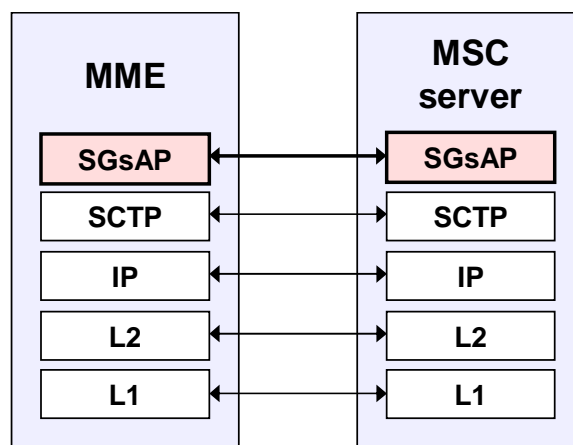 MME
SGsAP
SCTP
IP
L2
L1
MSC
server
SGsAP
SCTP
IP
L2
L1